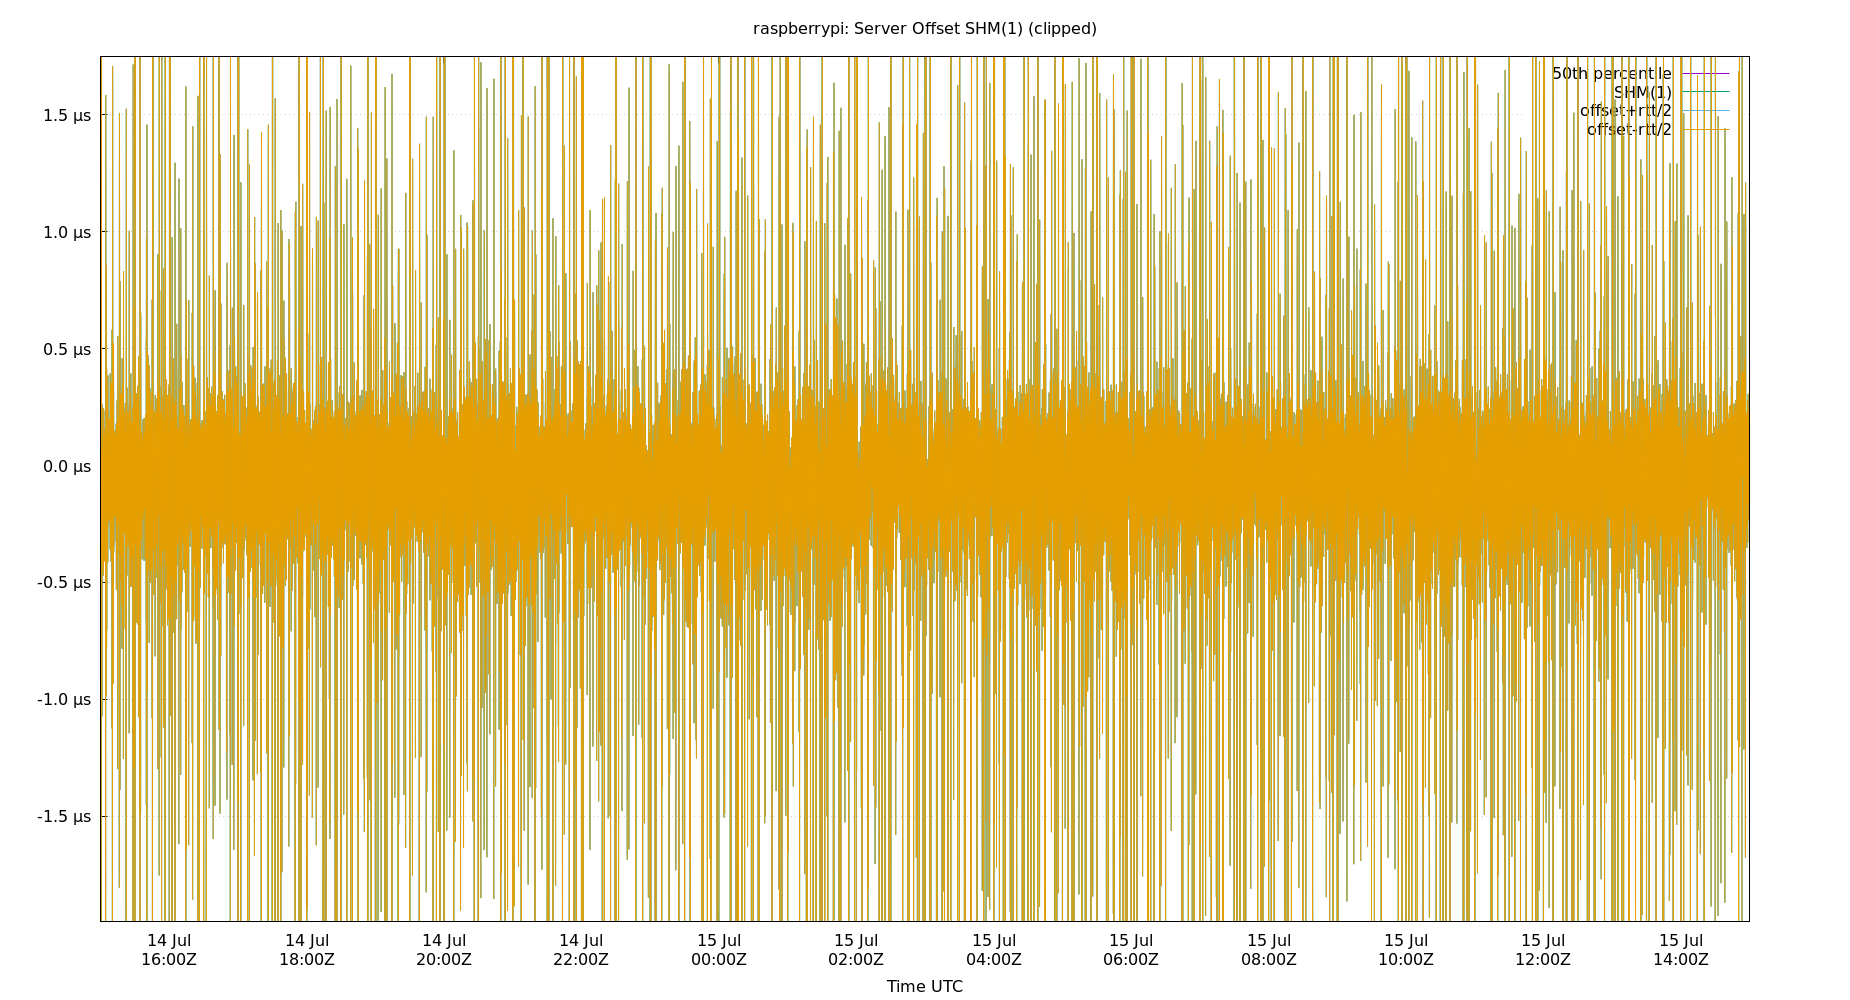 raspberrypi: Server Offset SHM(1) (clipped)
50th percentile
SHM(1)
offset+rtt/2
offset-rtt/2
1.5 µs
1.0 µs
0.5 µs
0.0 µs
-0.5 µs
-1.0 µs
-1.5 µs
14 Jul 14 Jul 14 Jul 14 Jul 15 Jul 15 Jul 15 Jul 15 Jul 15 Jul 15 Jul 15 Jul 15 Jul
16:00Z 18:00Z 20:00Z 22:00Z 00:00Z 02:00Z 04:00Z 06:00Z 08:00Z 10:00Z 12:00Z 14:00Z
Time UTC